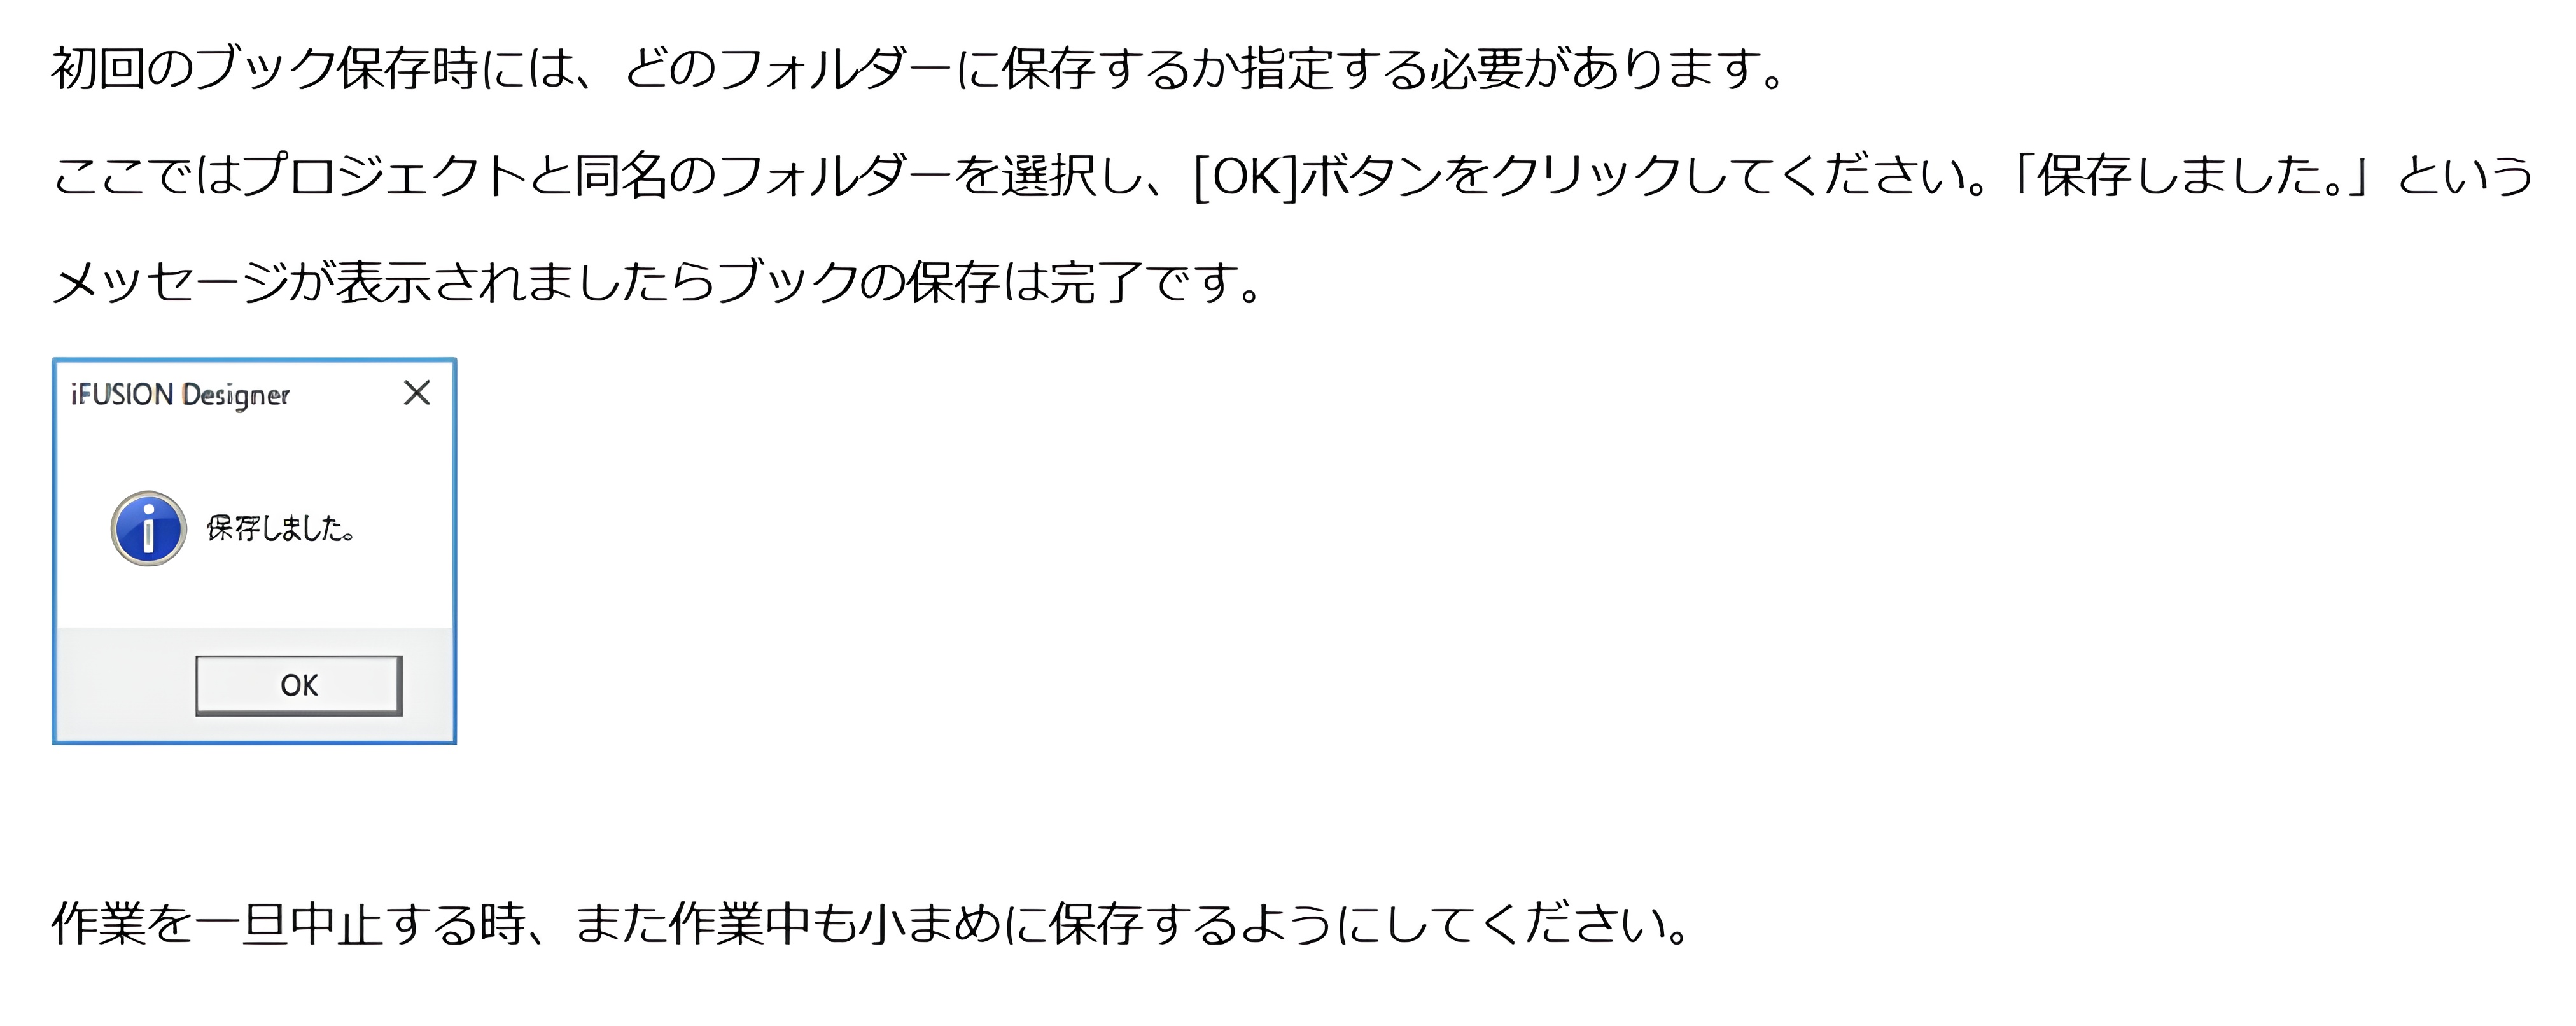 初回のブック保存時には、どのフォルダーに保存するか指定する必要があります。
ここではプロジェクトと同名のフォルダーを選択し、[OK]ボタンをクリックしてください。「保存しました。」という
メッセージが表示されましたらブックの保存は完了です。
iFUSION Designer
保存しました。
OK
作業を一旦中止する時、また作業中も小まめに保存するようにしてください。